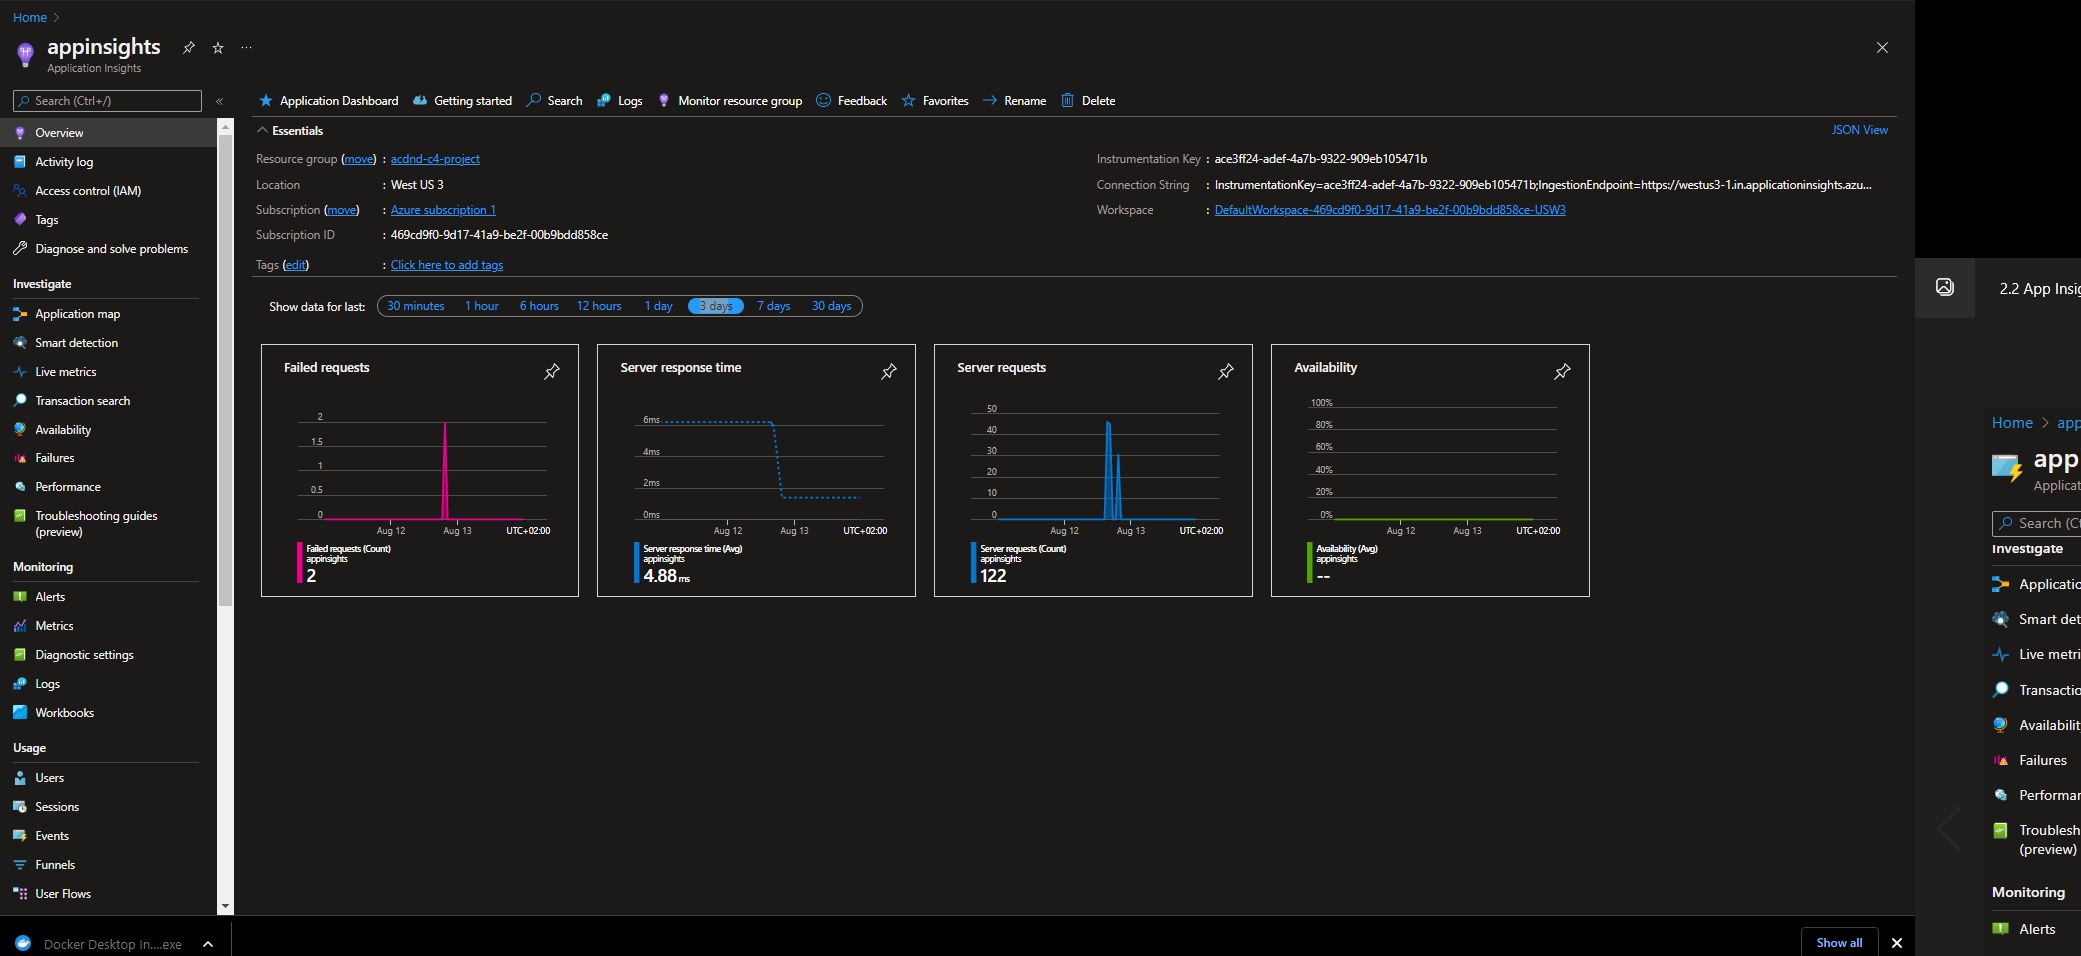 Home
appinsights
Application Insights
Search (Ctrl+/)
Overview
Activity log
Access control (IAM)
Tags
Diagnose and solve problems
Investigate
Application map
Smart detection
Live metrics
Transaction search
Availability
Failures
Performance
Troubleshooting guides
(preview)
Monitoring
Alerts
Metrics
Diagnostic settings
Logs
Workbooks
Usage
Users
Sessions
Events
Funnels
User Flows
Application Dashboard Getting started Search Logs Monitor resource group Feedback Favorites Rename Delete
Essentials
JSON View
Resource group (move) : acdnd-c4-project
Location : West US 3
Subscription (move) : Azure subscription 1
Subscription ID : 469cd9f0-9d17-41a9-be2f-00b9bdd858ce
Tags (edit) : Click here to add tags
Instrumentation Key : ace3ff24-adef-4a7b-9322-909eb105471b
Connection String : InstrumentationKey=ace3ff24-adef-4a7b-9322-909eb105471b;IngestionEndpoint=https://westus3-1.in.applicationinsights.azu...
Workspace : DefaultWorkspace-469cd9f0-9d17-41a9-be2f-00b9bdd858ce-USW3
Show data for last: 30 minutes 1 hour 6 hours 12 hours 1 day 3 days 7 days 30 days
Failed requests
2
1.5
1
0.5
0
Aug 12 Aug 13 UTC+02:00
Failed requests (Count)
appinsights
2
Server response time
6ms
4ms
2ms
0ms
Aug 12 Aug 13 UTC+02:00
Server response time (Avg)
appinsights
4.88 ms
Server requests
50
40
30
20
10
0
Aug 12 Aug 13 UTC+02:00
Server requests (Count)
appinsights
122
Availability
100%
80%
60%
40%
20%
0%
Aug 12 Aug 13 UTC+02:00
Availability (Avg)
appinsights
--
Docker Desktop In....exe
Show all
2.2 App Insig
Home > app
app
Applicat
Search (Ct
Investigate
Applicatio
Smart det
Live metri
Transactio
Availabilit
Failures
Performan
Troublesh
(preview)
Monitoring
Alerts